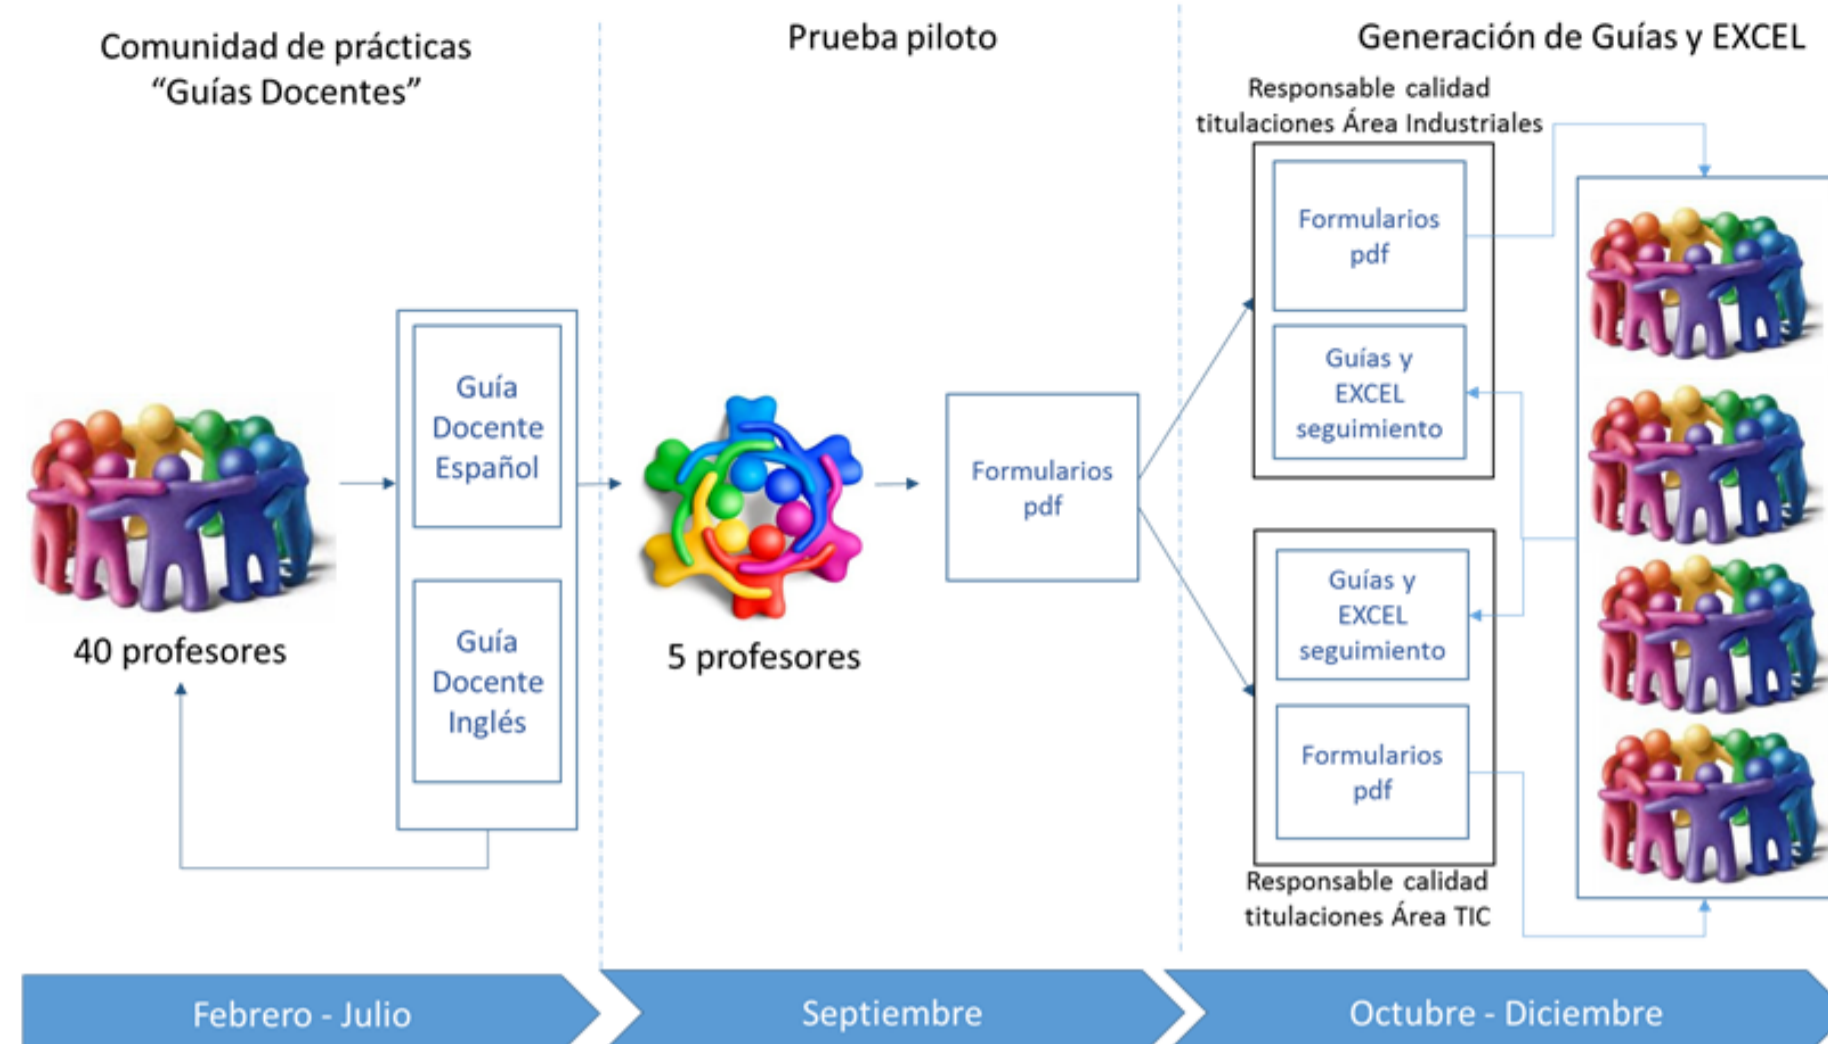 Comunidad de prácticas
“Guías Docentes”
Prueba piloto
Generación de Guías y EXCEL
Responsable calidad
titulaciones Área Industriales
Formularios
pdf
Guías y
EXCEL
seguimiento
Guía
Docente
Español
Guía
Docente
Inglés
40 profesores
5 profesores
Formularios
pdf
Guías y
EXCEL
seguimiento
Formularios
pdf
Responsable calidad
titulaciones Área TIC
Febrero - Julio
Septiembre
Octubre - Diciembre